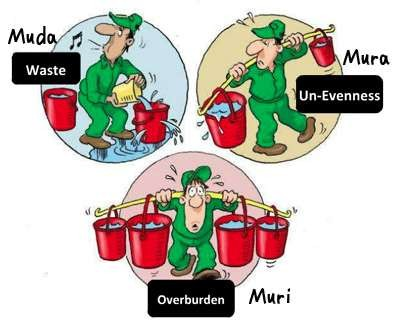 Muda
Waste
Mura
Un-Evenness
Overburden
Muri